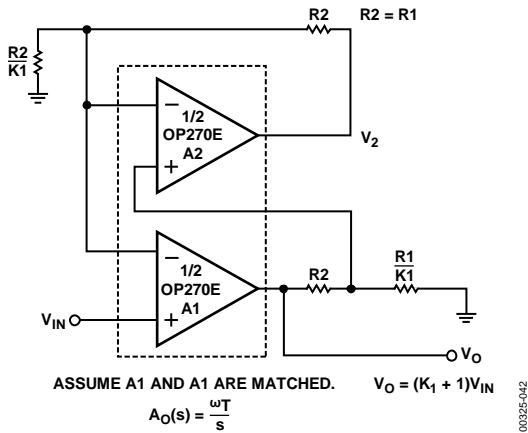 R2
R2 = R1
R2
K1
−
1/2
OP270E
+
A2
V2
−
1/2
OP270E
+
A1
R2
R1
K1
VIN
VO
ASSUME A1 AND A1 ARE MATCHED.
VO = (K1 + 1)VIN
AO(s) = ωT
s
00325-042